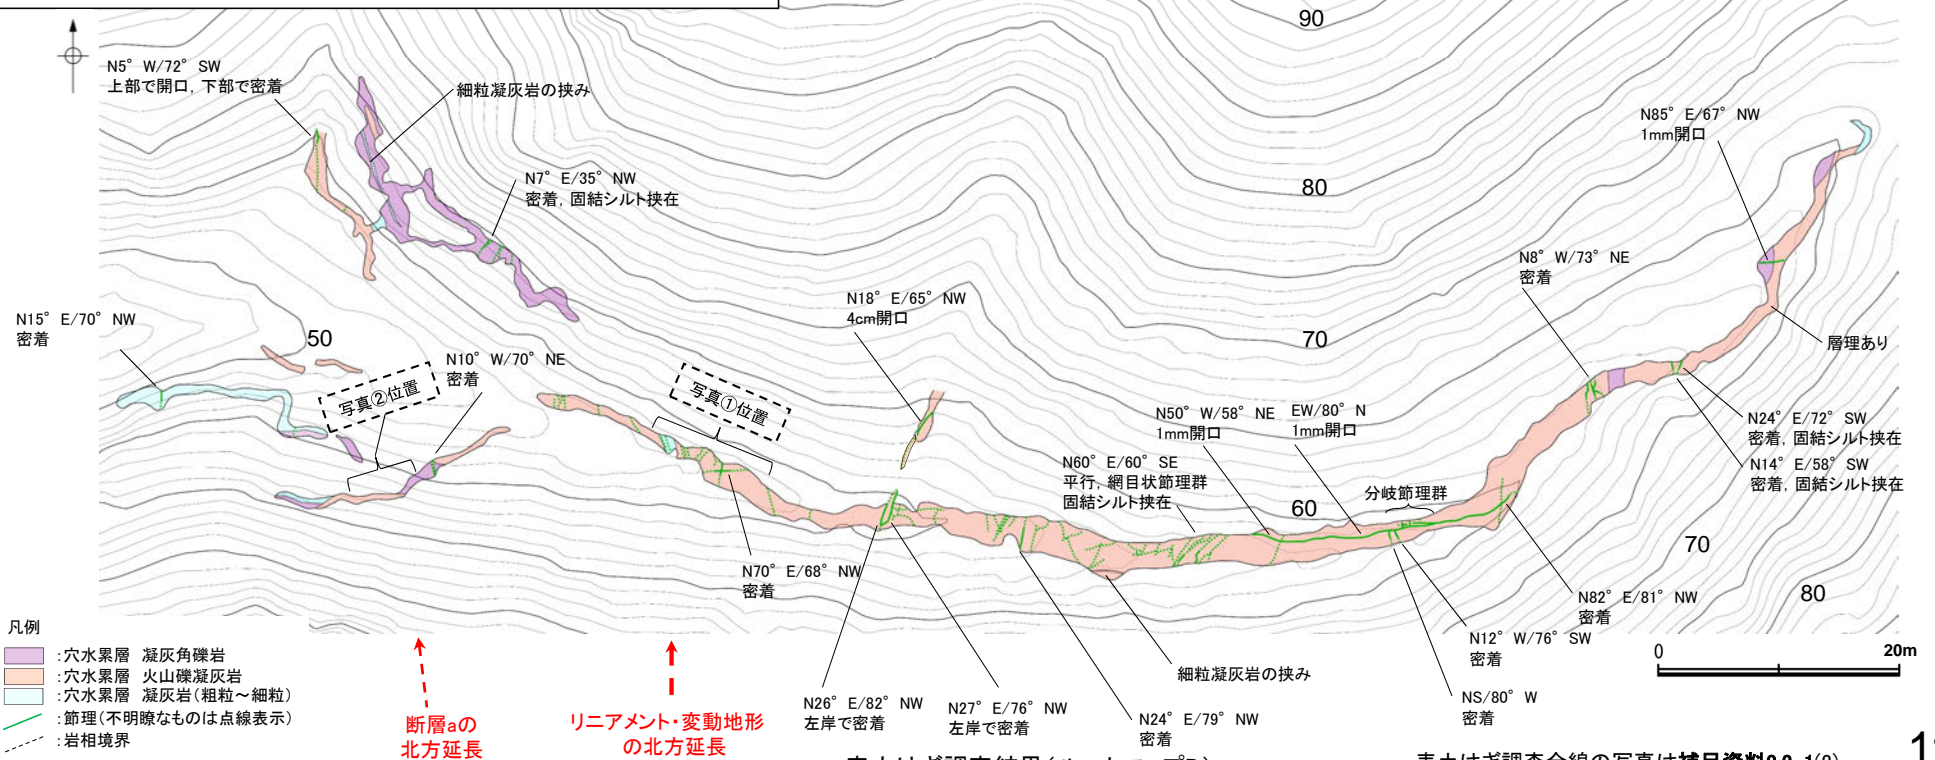 90
N5° W/72° SW
上部で開口, 下部で密着
細粒凝灰岩の挟み
N85° E/67° NW
1mm開口
N7° E/35° NW
密着, 固結シルト挟在
80
N8° W/73° NE
密着
N18° E/65° NW
4cm開口
N15° E/70° NW
密着
50
70
層理あり
N10° W/70° NE
密着
写真②位置
写真①位置
N50° W/58° NE
1mm開口
EW/80° N
1mm開口
N24° E/72° SW
密着, 固結シルト挟在
N60° E/60° SE
平行, 網目状節理群
固結シルト挟在
N14° E/58° SW
密着, 固結シルト挟在
分岐節理群
60
70
N70° E/68° NW
密着
N82° E/81° NW
密着
80
N12° W/76° SW
密着
細粒凝灰岩の挟み
NS/80° W
密着
N26° E/82° NW
左岸で密着
N27° E/76° NW
左岸で密着
N24° E/79° NW
密着
0
20m
凡例
:穴水累層 凝灰角礫岩
:穴水累層 火山礫凝灰岩
:穴水累層 凝灰岩(粗粒～細粒)
:節理(不明瞭なものは点線表示)
:岩相境界
断層aの
北方延長
リニアメント・変動地形
の北方延長